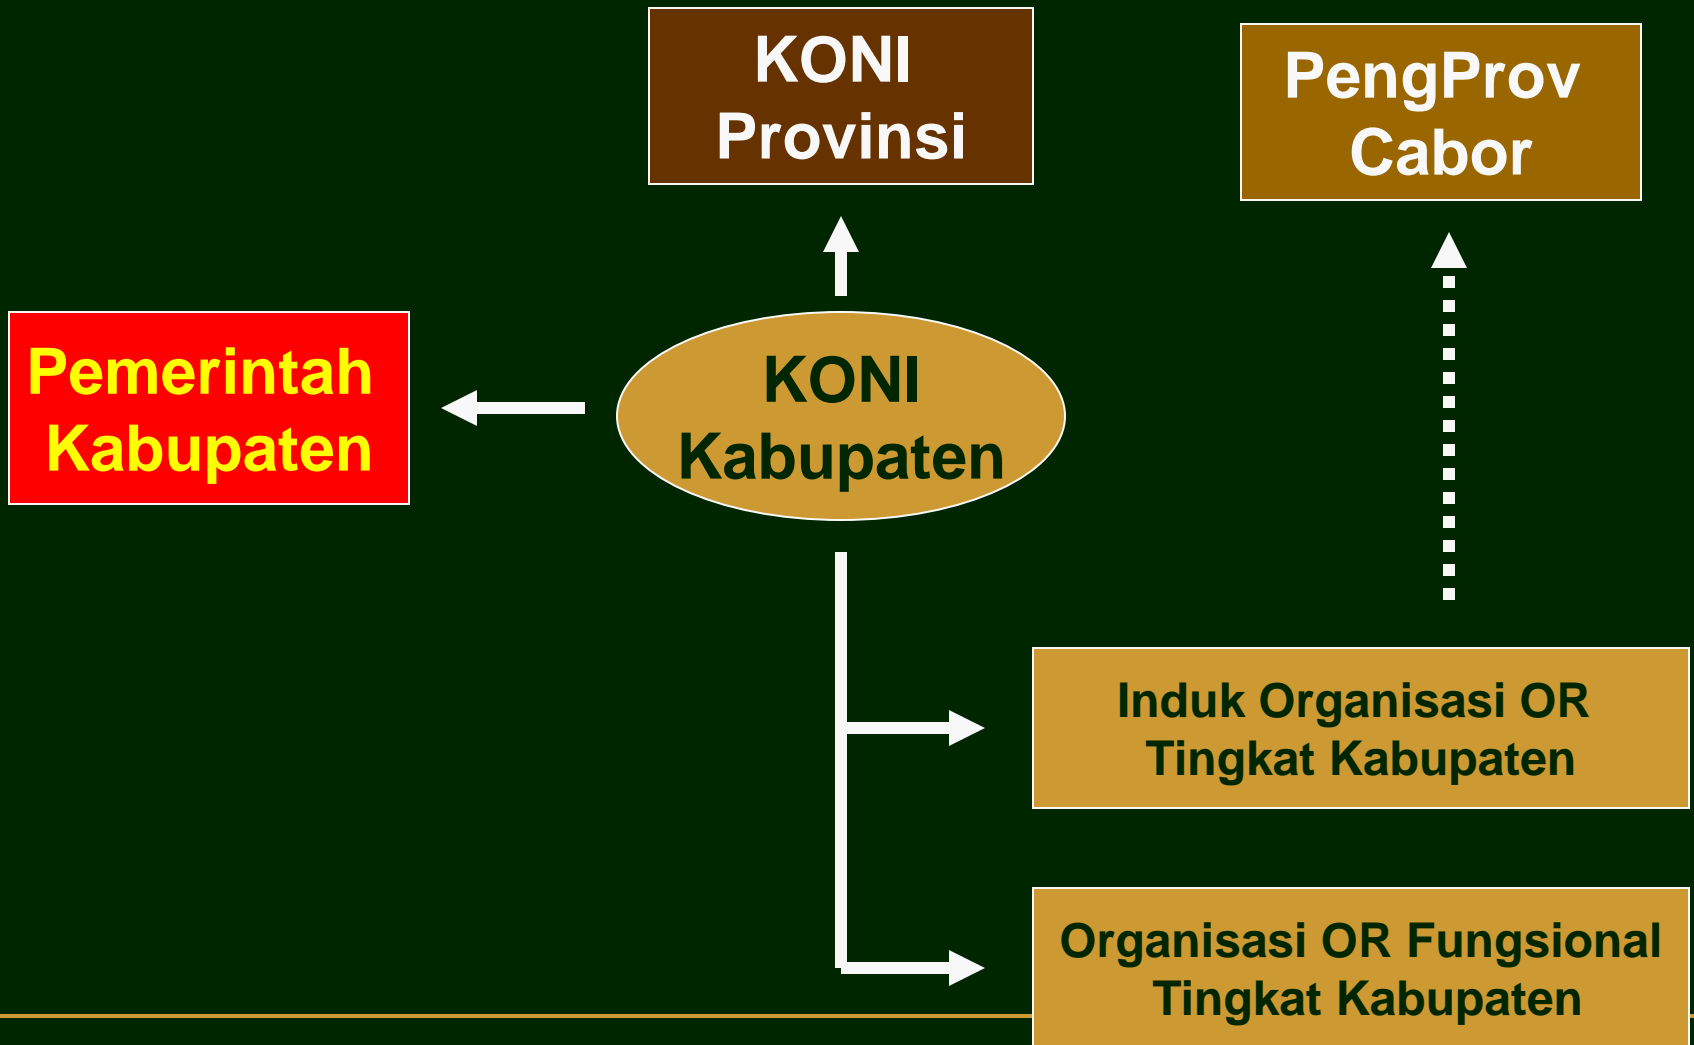 KONI
Provinsi
PengProv
Cabor
Pemerintah
Kabupaten
KONI
Kabupaten
Induk Organisasi OR
Tingkat Kabupaten
Organisasi OR Fungsional
Tingkat Kabupaten